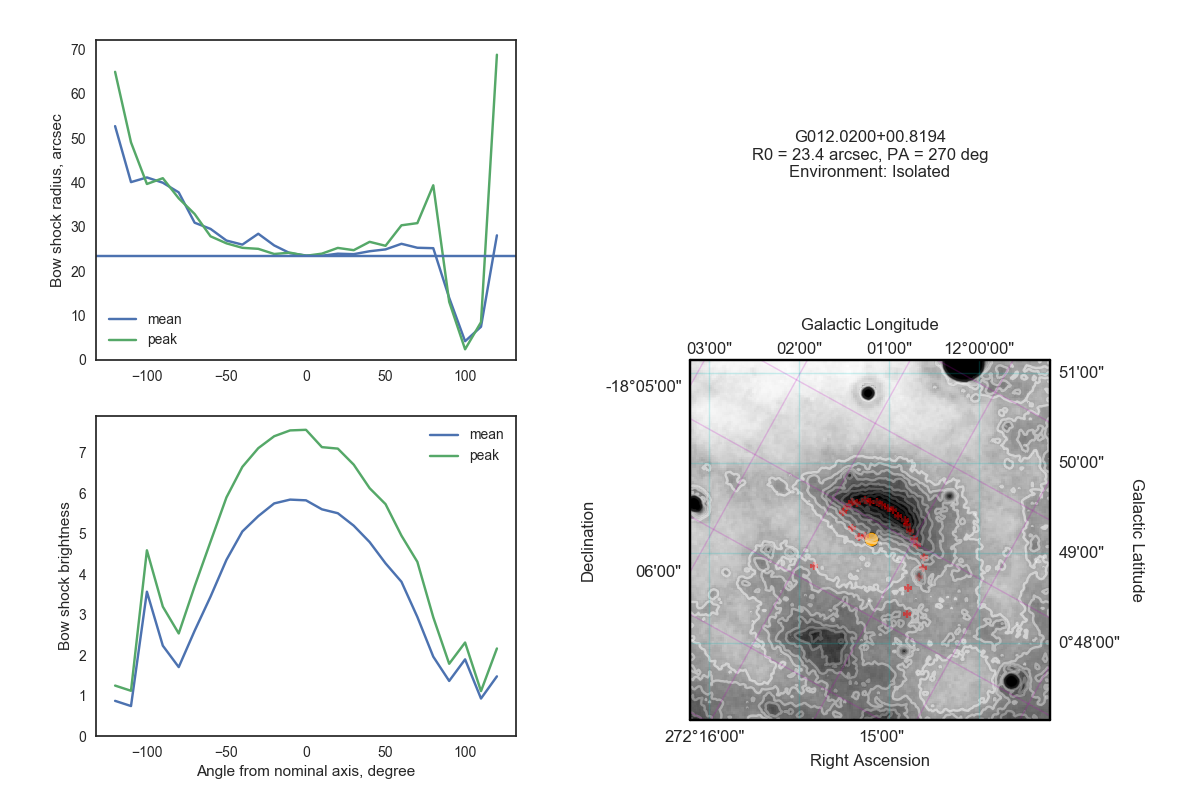 70
60
50
40
30
20
10
0
Bow shock radius, arcsec
mean
peak
−100
−50
0
50
100
7
6
5
4
3
2
1
0
Bow shock brightness
mean
peak
−100
−50
0
50
100
Angle from nominal axis, degree
G012.0200+00.8194
R0 = 23.4 arcsec, PA = 270 deg
Environment: Isolated
Galactic Longitude
03'00" 02'00" 01'00" 12°00'00"
-18°05'00"
06'00"
Declination
51'00"
50'00"
49'00"
0°48'00"
Galactic Latitude
272°16'00" 15'00"
Right Ascension